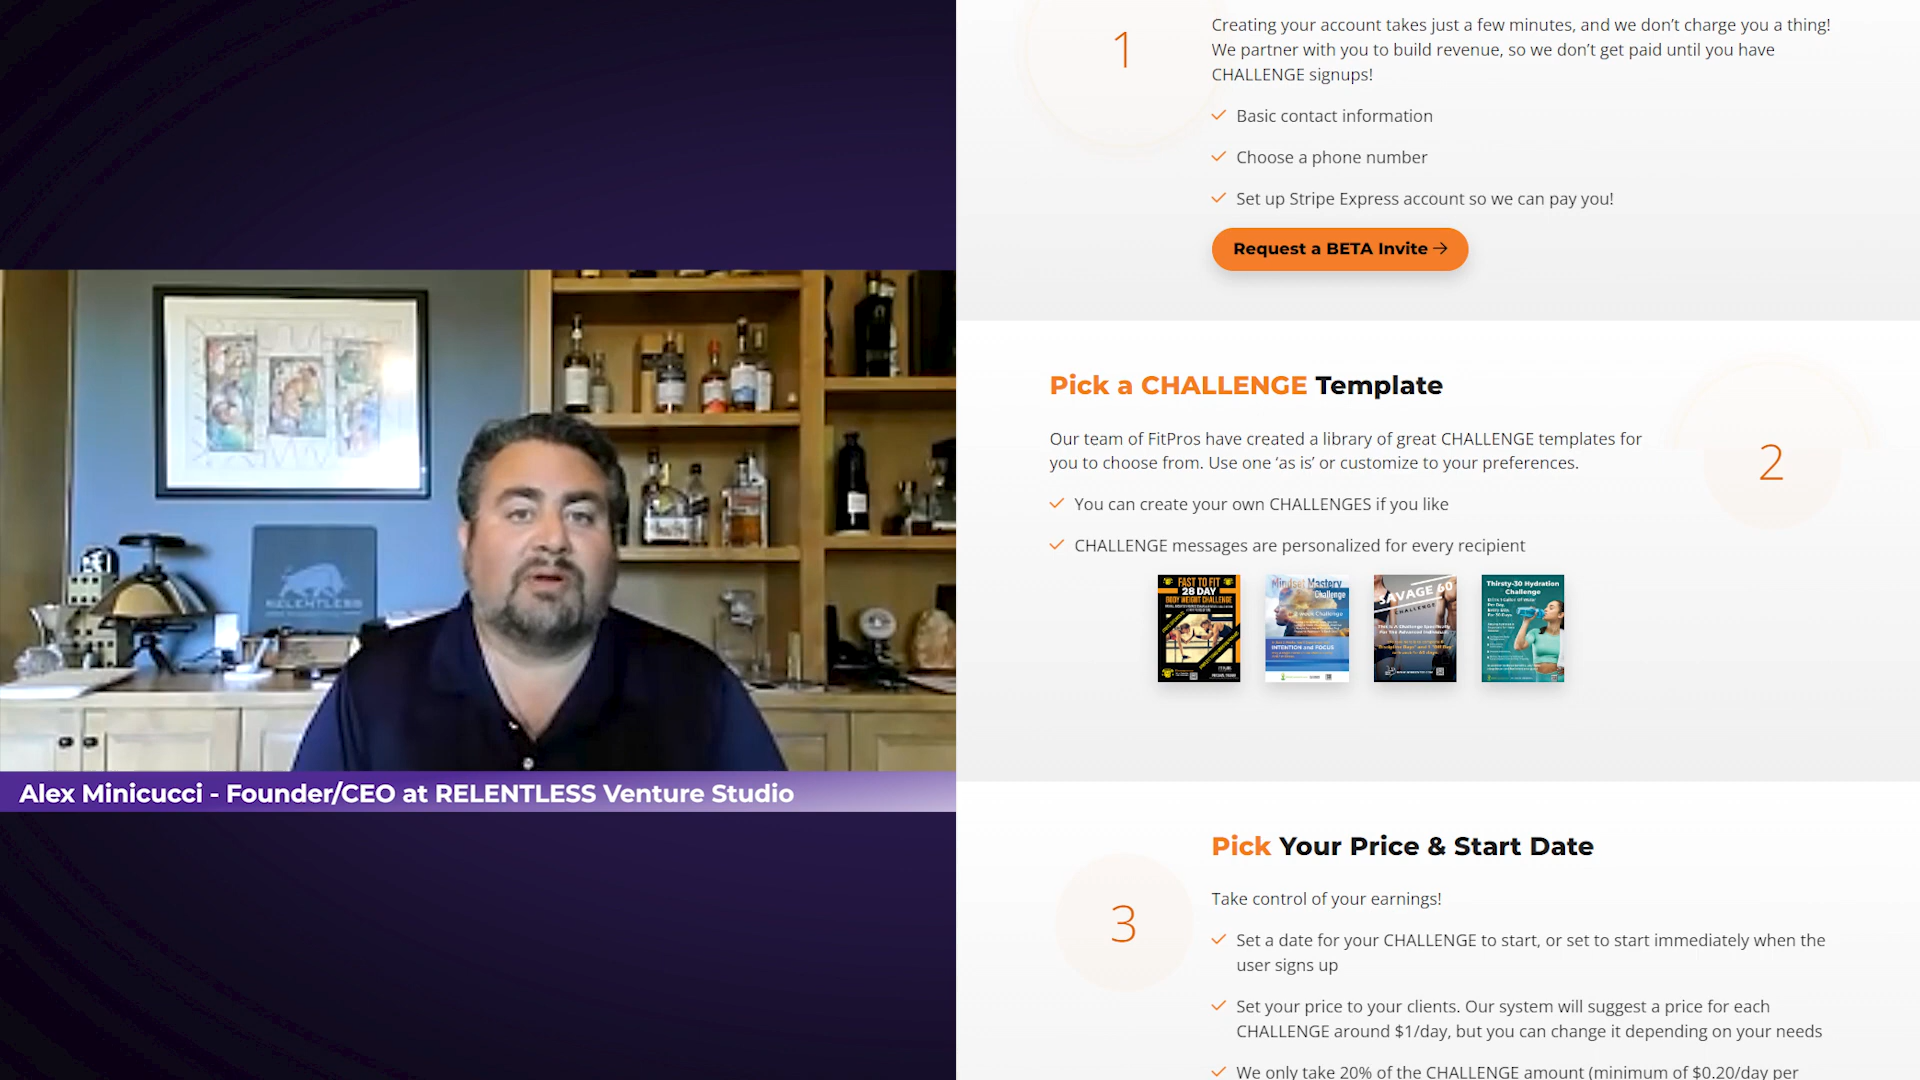 RELENTLESS
Alex Minicucci - Founder/CEO at RELENTLESS Venture Studio
1
Creating your account takes just a few minutes, and we don’t charge you a thing!
We partner with you to build revenue, so we don’t get paid until you have
CHALLENGE signups!
Basic contact information
Choose a phone number
Set up Stripe Express account so we can pay you!
Request a BETA Invite
Pick a CHALLENGE Template
Our team of FitPros have created a library of great CHALLENGE templates for
you to choose from. Use one ‘as is’ or customize to your preferences.
You can create your own CHALLENGES if you like
CHALLENGE messages are personalized for every recipient
2
FAST TO FIT
28 DAY
BODY WEIGHT CHALLENGE
Mindset Mastery
Challenge
INTENTION and FOCUS
SAVAGE 60
CHALLENGE
Thirsty-30 Hydration
Challenge
3
Pick Your Price & Start Date
Take control of your earnings!
Set a date for your CHALLENGE to start, or set to start immediately when the
user signs up
Set your price to your clients. Our system will suggest a price for each
CHALLENGE around $1/day, but you can change it depending on your needs
We only take 20% of the CHALLENGE amount (minimum of $0.20/day per